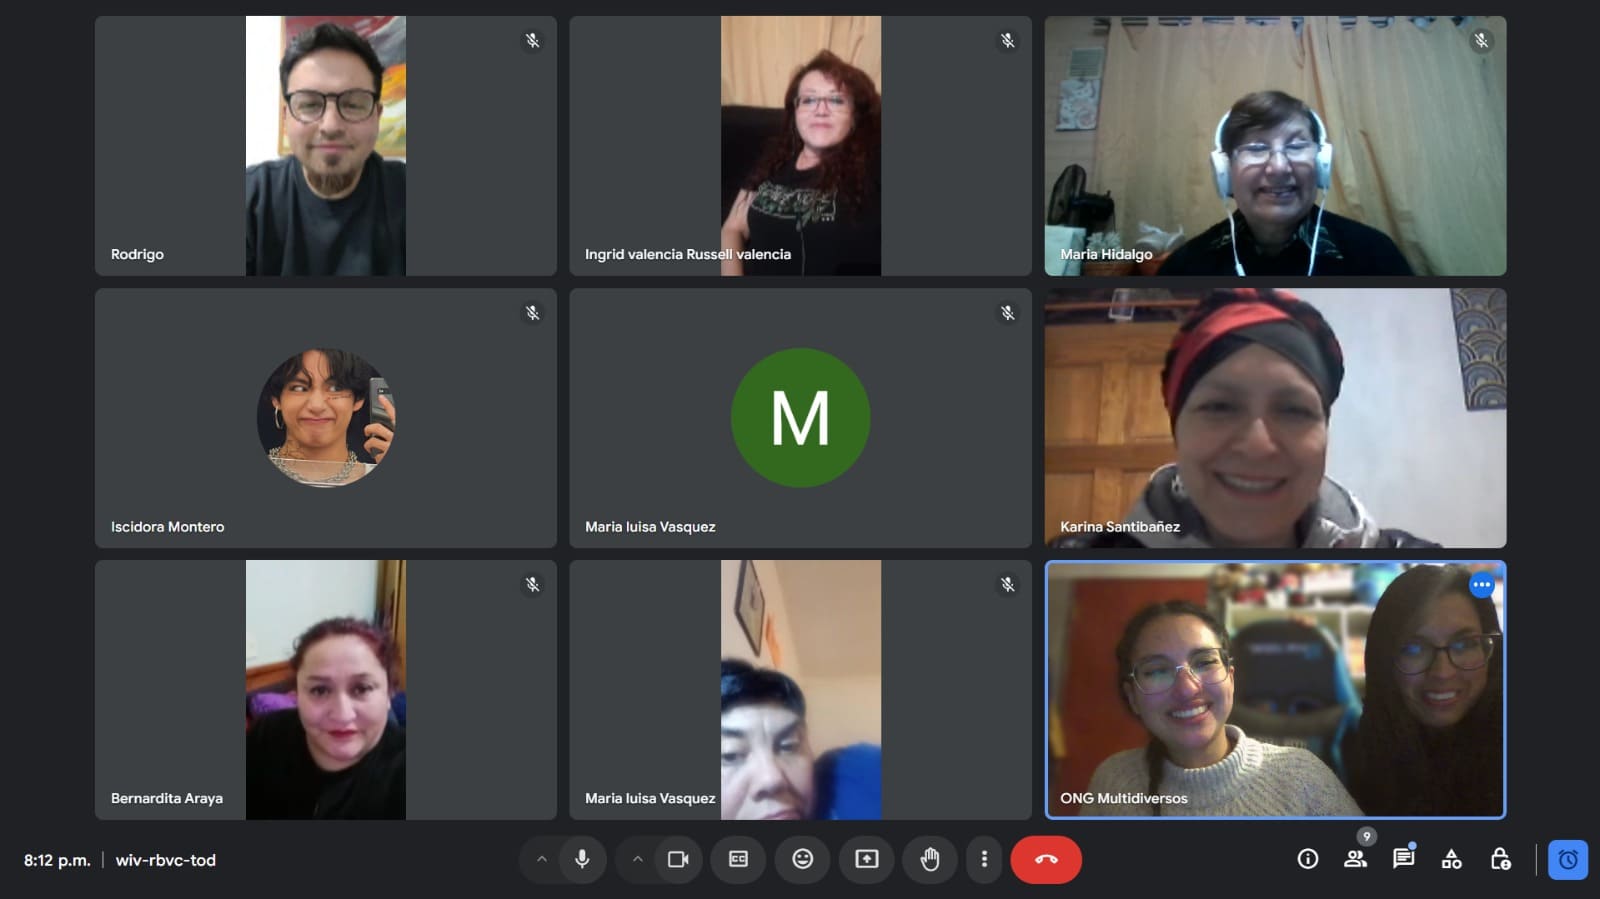 Rodrigo
Ingrid valencia Russell valencia
Maria Hidalgo
Iscidora Montero
M
Maria luisa Vasquez
Karina Santibañez
Bernardita Araya
Maria luisa Vasquez
ONG Multidiversos
8:12 p.m. | wiv-rbvc-tod
CC
9